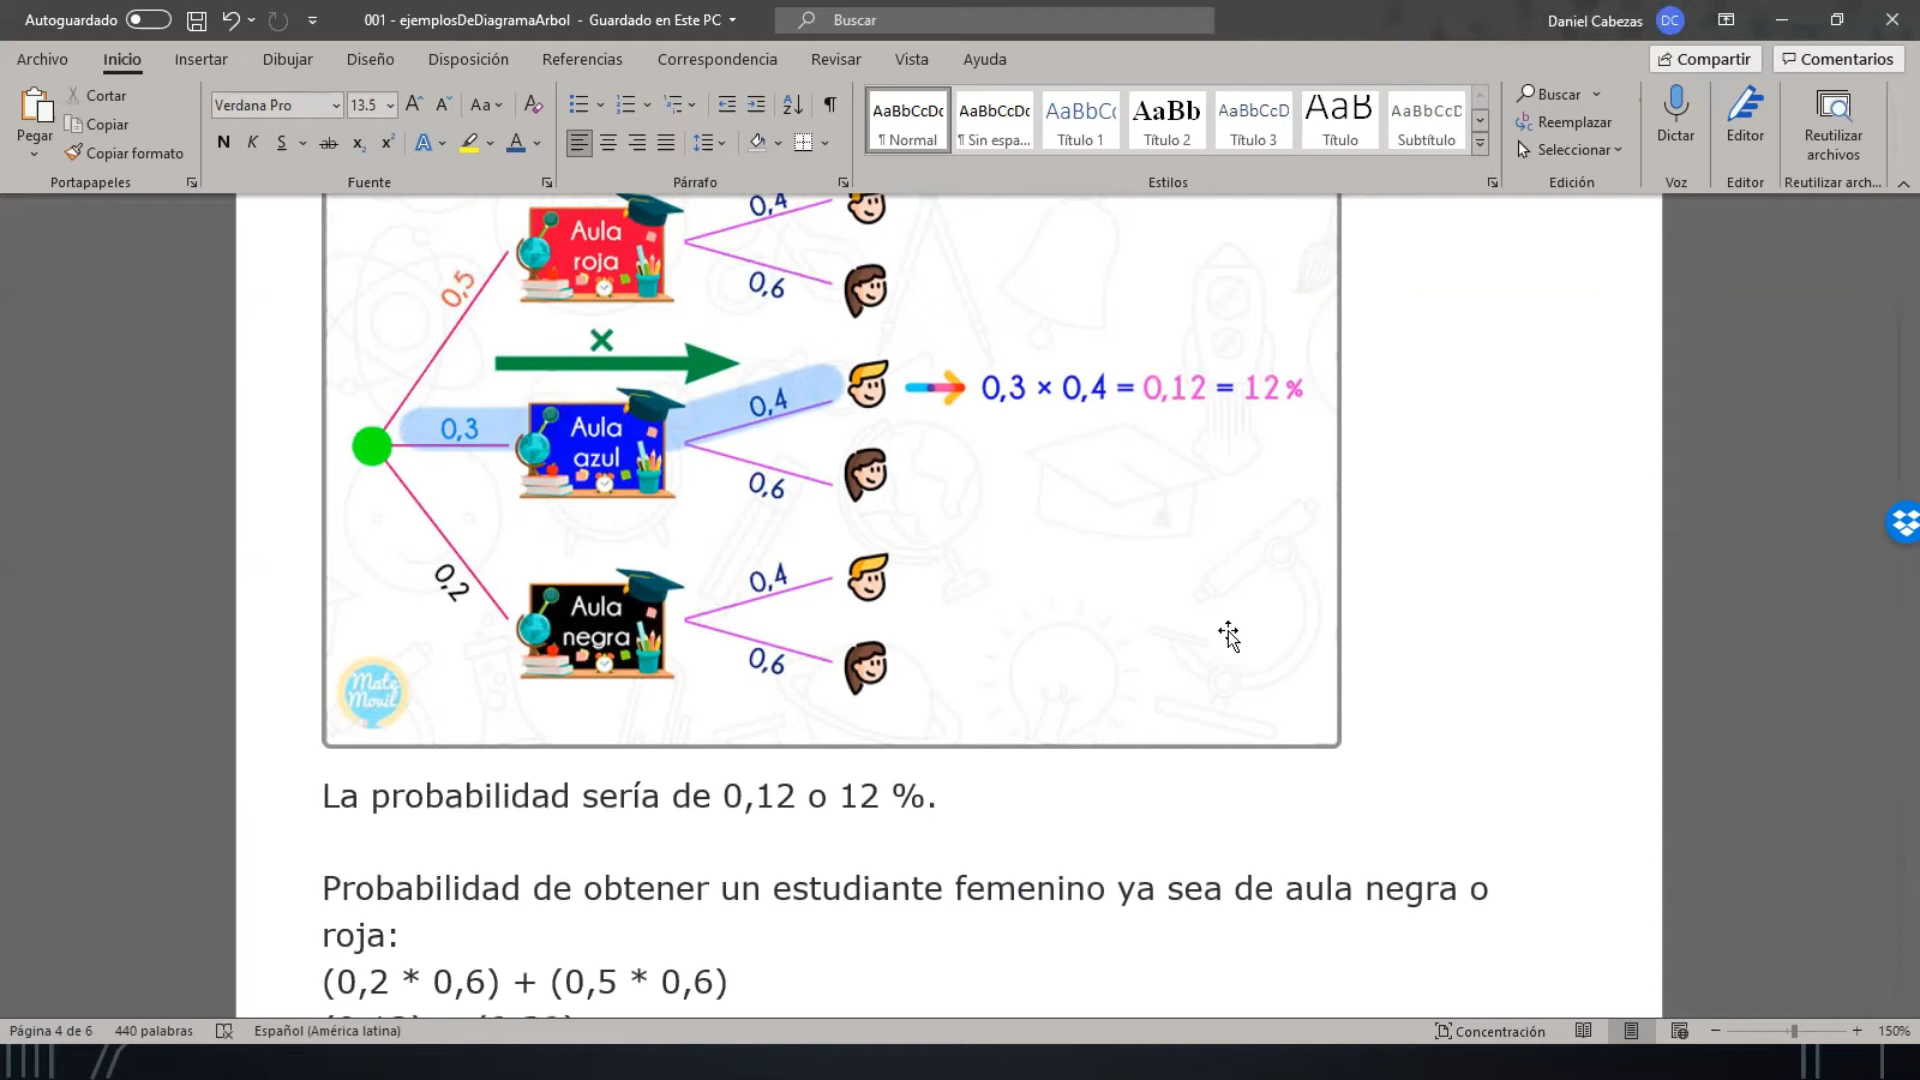 Autoguardado
001 - ejemplosDeDiagramaArbol - Guardado en Este PC
Buscar
Daniel Cabezas
DC
Archivo
Inicio
Insertar
Dibujar
Diseño
Disposición
Referencias
Correspondencia
Revisar
Vista
Ayuda
Compartir
Comentarios
Pegar
Cortar
Copiar
Copiar formato
Portapapeles
Verdana Pro
13.5
Aa
N K S ab x₂ x²
Fuente
Párrafo
AaBbCcDc
¶ Normal
AaBbCcDc
¶ Sin espa...
AaBbCc
Título 1
AaBb
Título 2
AaBbCcD
Título 3
AaB
Título
AaBbCcD
Subtítulo
Estilos
Buscar
Reemplazar
Seleccionar
Edición
Dictar
Voz
Editor
Editor
Reutilizar
archivos
Reutilizar arch...
0,5
Aula
roja
0,4
0,6
×
0,3
Aula
azul
0,4
0,6
0,3 × 0,4 = 0,12 = 12 %
0,2
Aula
negra
0,4
0,6
Mate
Movil
La probabilidad sería de 0,12 o 12 %.
Probabilidad de obtener un estudiante femenino ya sea de aula negra o
roja:
(0,2 * 0,6) + (0,5 * 0,6)
Página 4 de 6
440 palabras
Español (América latina)
Concentración
150%